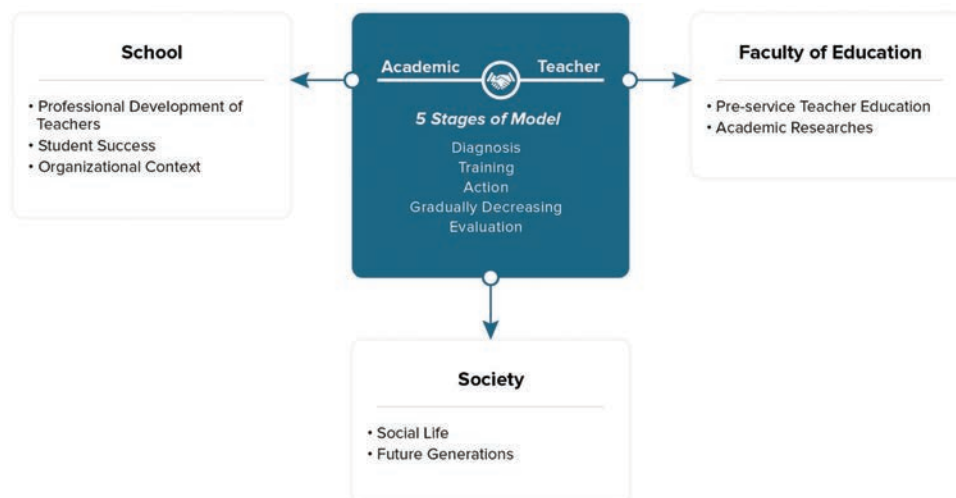 School
• Professional Development of
Teachers
• Student Success
• Organizational Context
Academic Teacher
5 Stages of Model
Diagnosis
Training
Action
Gradually Decreasing
Evaluation
Faculty of Education
• Pre-service Teacher Education
• Academic Researches
Society
• Social Life
• Future Generations